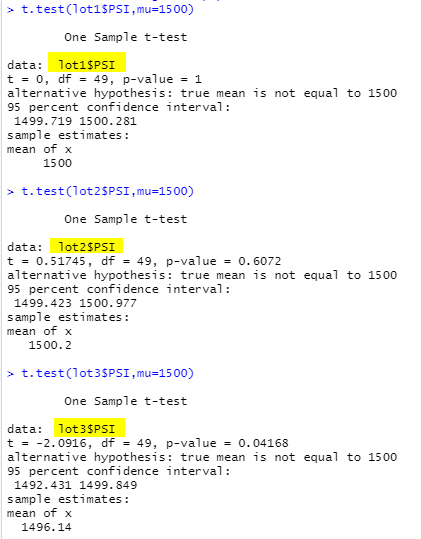 > t.test(lot1$PSI,mu=1500)
One Sample t-test
data: lot1$PSI
t = 0, df = 49, p-value = 1
alternative hypothesis: true mean is not equal to 1500
95 percent confidence interval:
1499.719 1500.281
sample estimates:
mean of x
1500
> t.test(lot2$PSI,mu=1500)
One Sample t-test
data: lot2$PSI
t = 0.51745, df = 49, p-value = 0.6072
alternative hypothesis: true mean is not equal to 1500
95 percent confidence interval:
1499.423 1500.977
sample estimates:
mean of x
1500.2
> t.test(lot3$PSI,mu=1500)
One Sample t-test
data: lot3$PSI
t = -2.0916, df = 49, p-value = 0.04168
alternative hypothesis: true mean is not equal to 1500
95 percent confidence interval:
1492.431 1499.849
sample estimates:
mean of x
1496.14